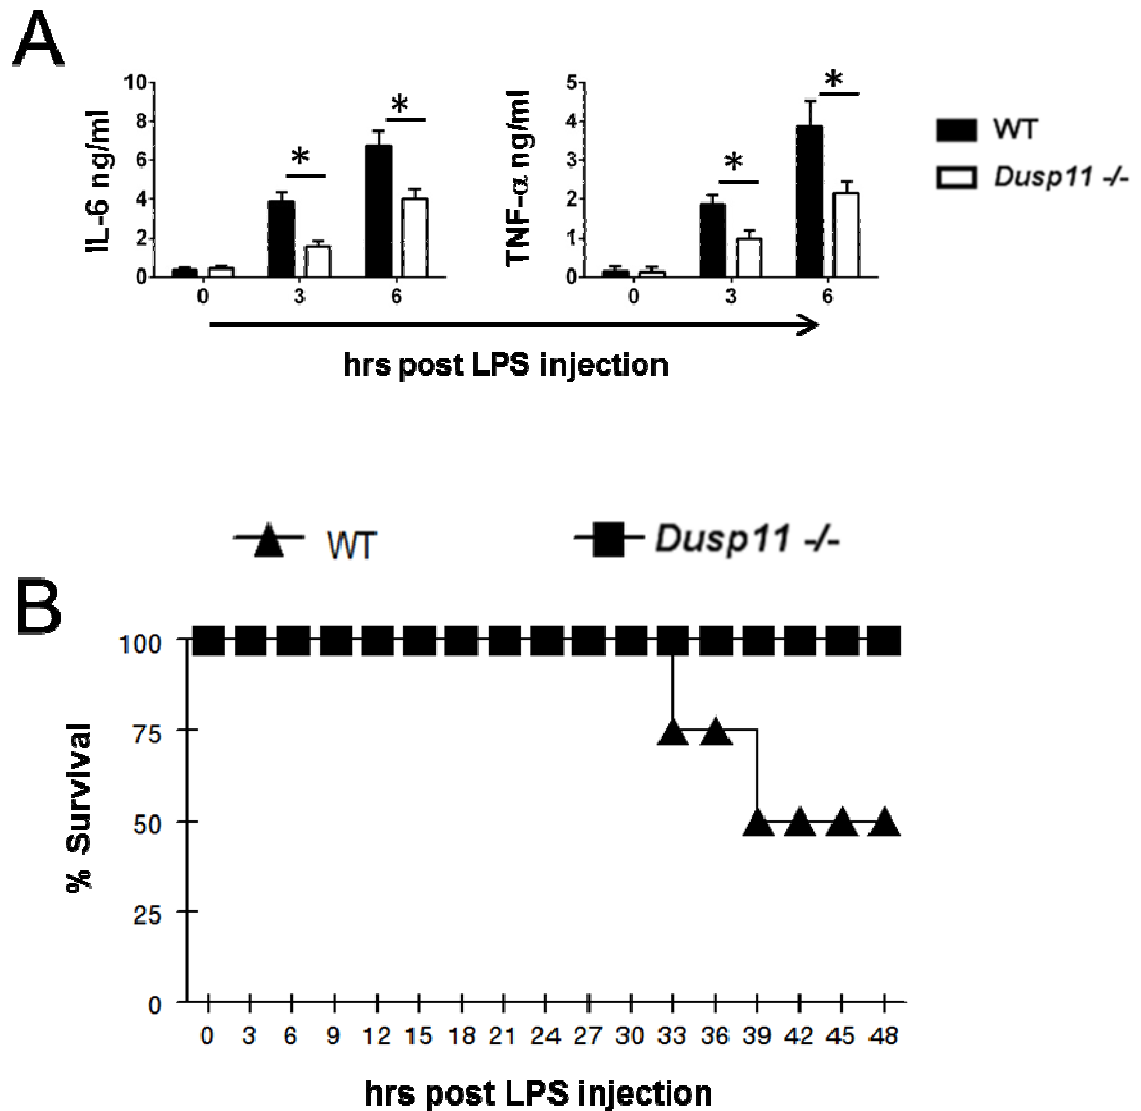 A
IL-6 ng/ml
10
8
6
4
2
0
*
*
0 3 6
TNF-α ng/ml
5
4
3
2
1
0
*
*
0 3 6
WT
Dusp11 -/-
hrs post LPS injection
WT
Dusp11 -/-
B
% Survival
100
75
50
25
0
0 3 6 9 12 15 18 21 24 27 30 33 36 39 42 45 48
hrs post LPS injection